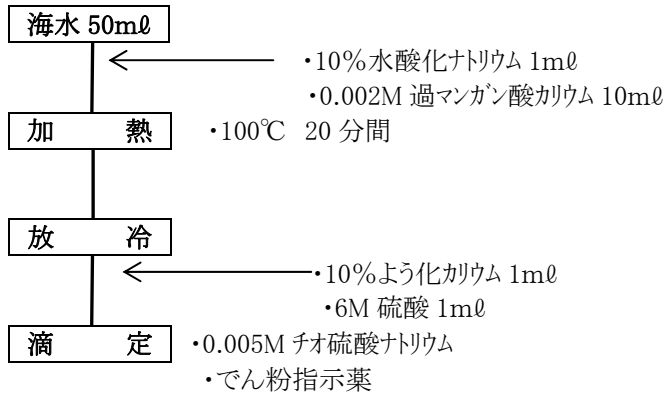 海水 50mℓ
・10%水酸化ナトリウム 1mℓ
・0.002M 過マンガン酸カリウム 10mℓ
加　　熱　・100℃ 20 分間
放　　冷
・10%よう化カリウム 1mℓ
・6M 硫酸 1mℓ
滴　　定　・0.005M チオ硫酸ナトリウム
・でん粉指示薬